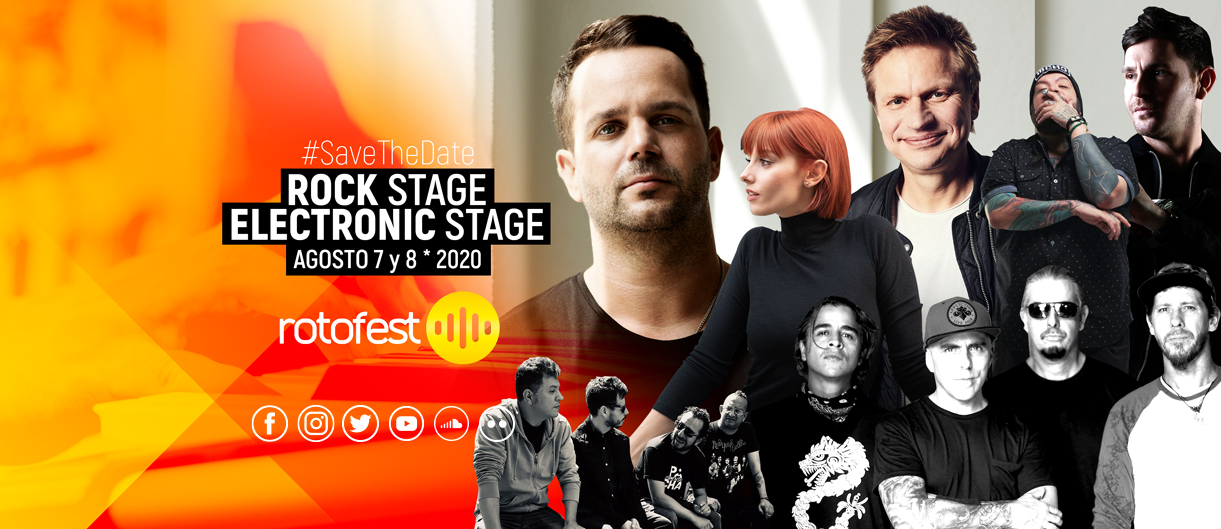 #SaveTheDate
ROCK STAGE
ELECTRONIC STAGE
AGOSTO 7 y 8 * 2020
rotofest